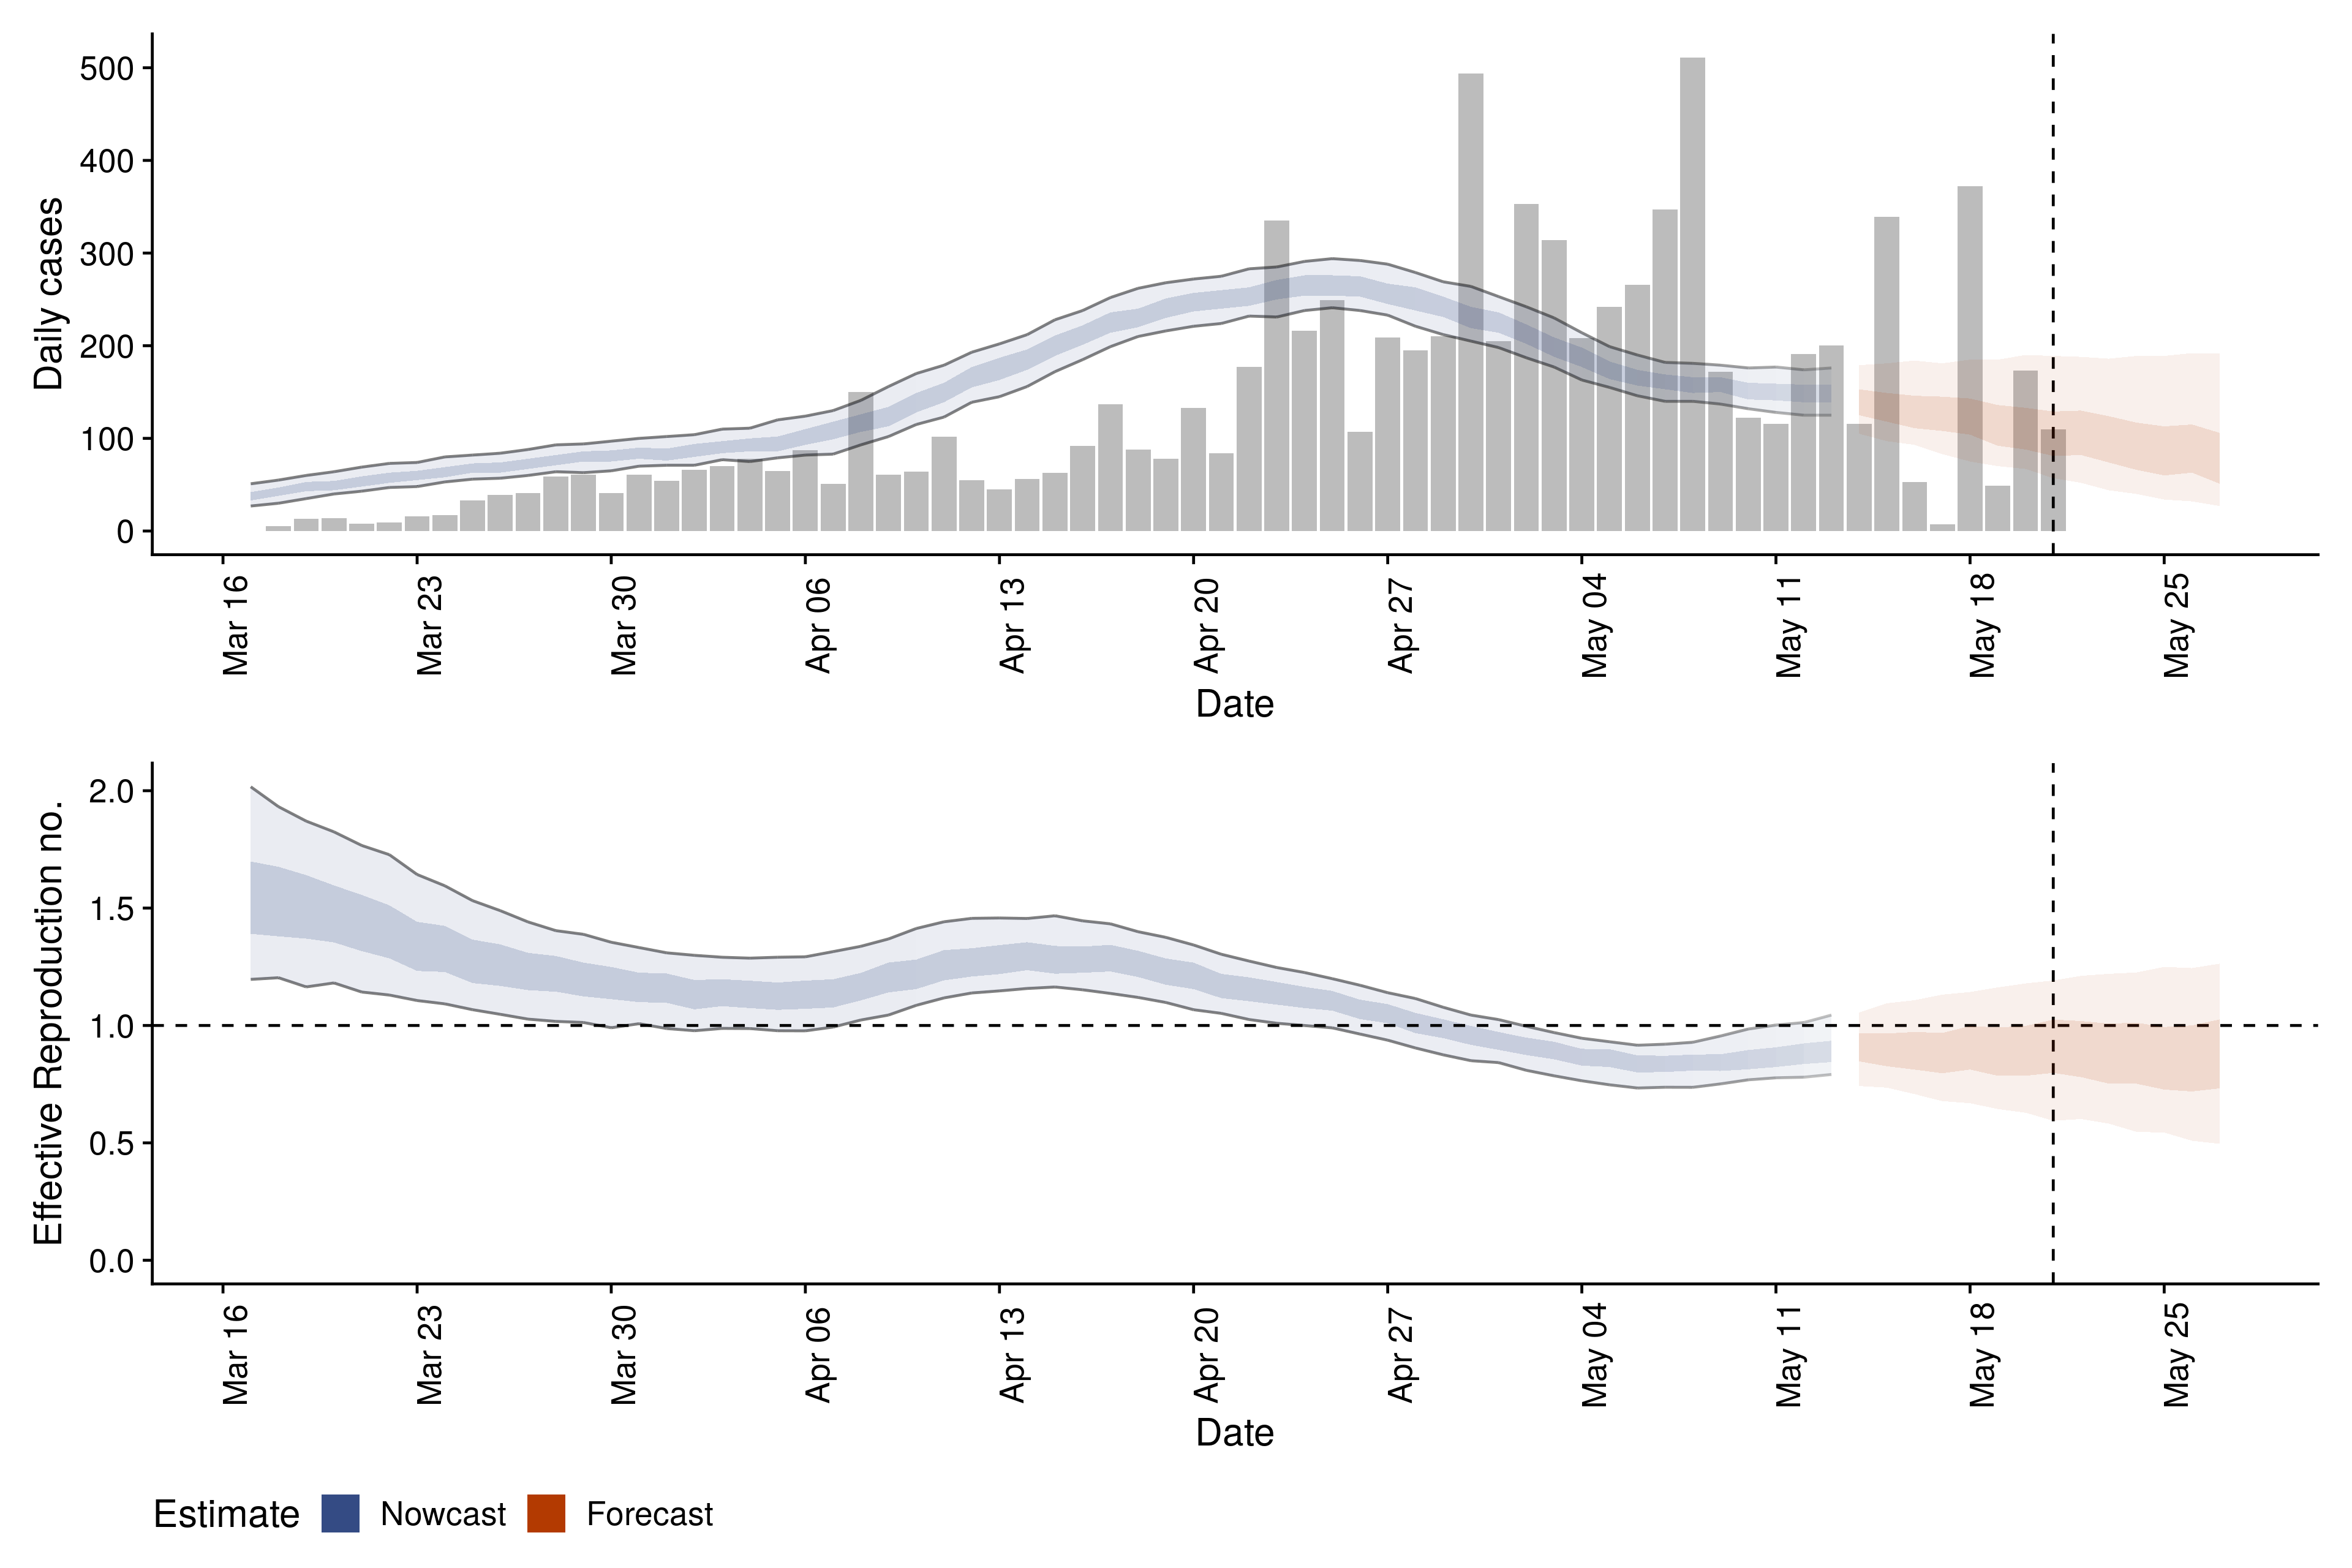 Daily cases
500
400
300
200
100
0
Mar 16
Mar 23
Mar 30
Apr 06
Apr 13
Apr 20
Apr 27
May 04
May 11
May 18
May 25
Date
Effective Reproduction no.
2.0
1.5
1.0
0.5
0.0
Mar 16
Mar 23
Mar 30
Apr 06
Apr 13
Apr 20
Apr 27
May 04
May 11
May 18
May 25
Date
Estimate Nowcast Forecast